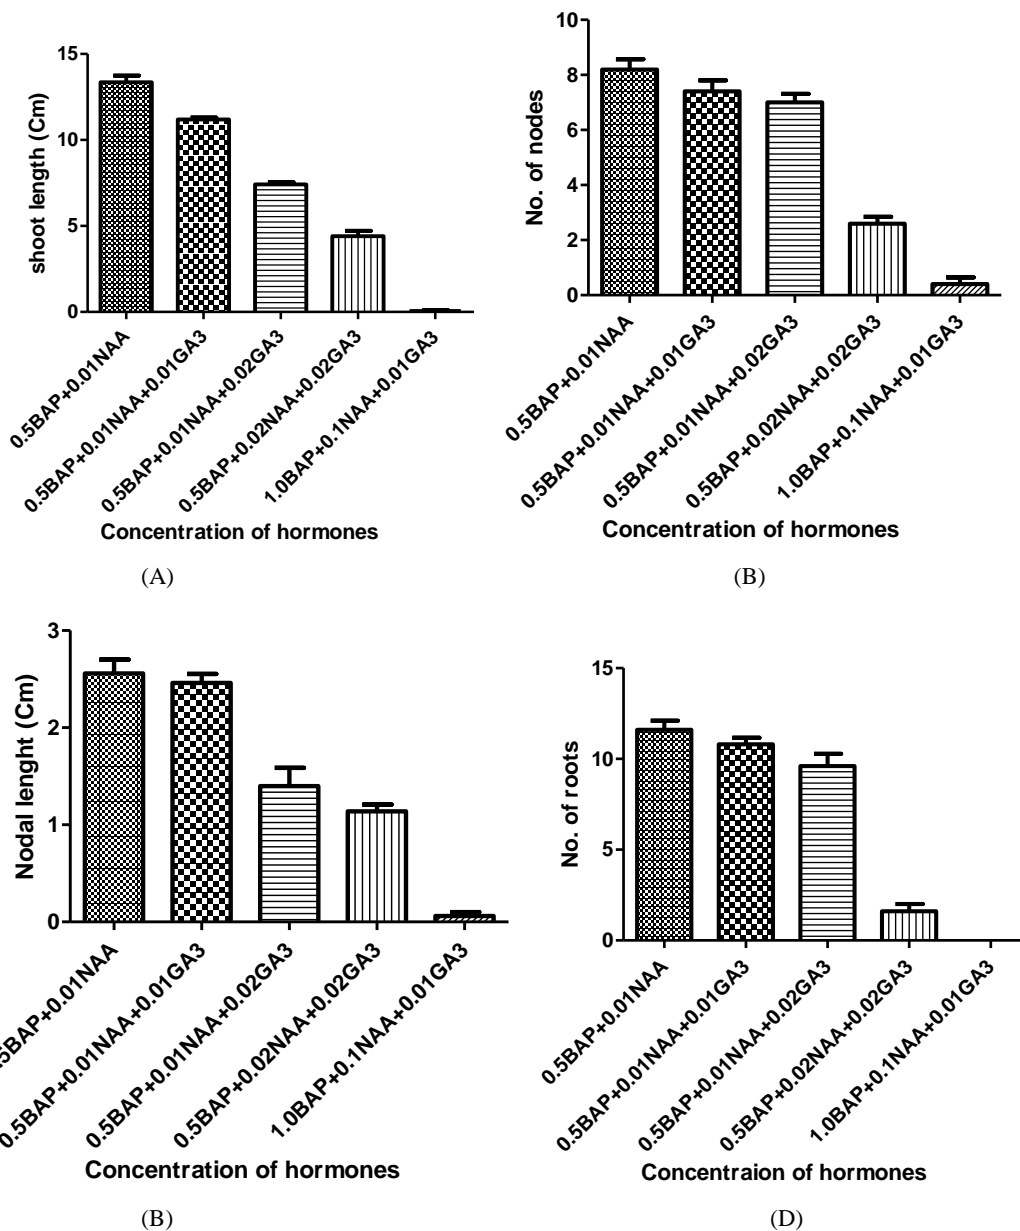 15
10
5
0
shoot length (Cm)
0.5BAP+0.01NAA
0.5BAP+0.01NAA+0.01GA3
0.5BAP+0.01NAA+0.02GA3
0.5BAP+0.02NAA+0.02GA3
1.0BAP+0.1NAA+0.01GA3
Concentration of hormones
(A)
10
8
6
4
2
0
No. of nodes
0.5BAP+0.01NAA
0.5BAP+0.01NAA+0.01GA3
0.5BAP+0.01NAA+0.02GA3
0.5BAP+0.02NAA+0.02GA3
1.0BAP+0.1NAA+0.01GA3
Concentration of hormones
(B)
3
2
1
0
Nodal lenght (Cm)
.5BAP+0.01NAA
0.5BAP+0.01NAA+0.01GA3
0.5BAP+0.01NAA+0.02GA3
0.5BAP+0.02NAA+0.02GA3
1.0BAP+0.1NAA+0.01GA3
Concentration of hormones
(B)
15
10
5
0
No. of roots
0.5BAP+0.01NAA
0.5BAP+0.01NAA+0.01GA3
0.5BAP+0.01NAA+0.02GA3
0.5BAP+0.02NAA+0.02GA3
1.0BAP+0.1NAA+0.01GA3
Concentraion of hormones
(D)